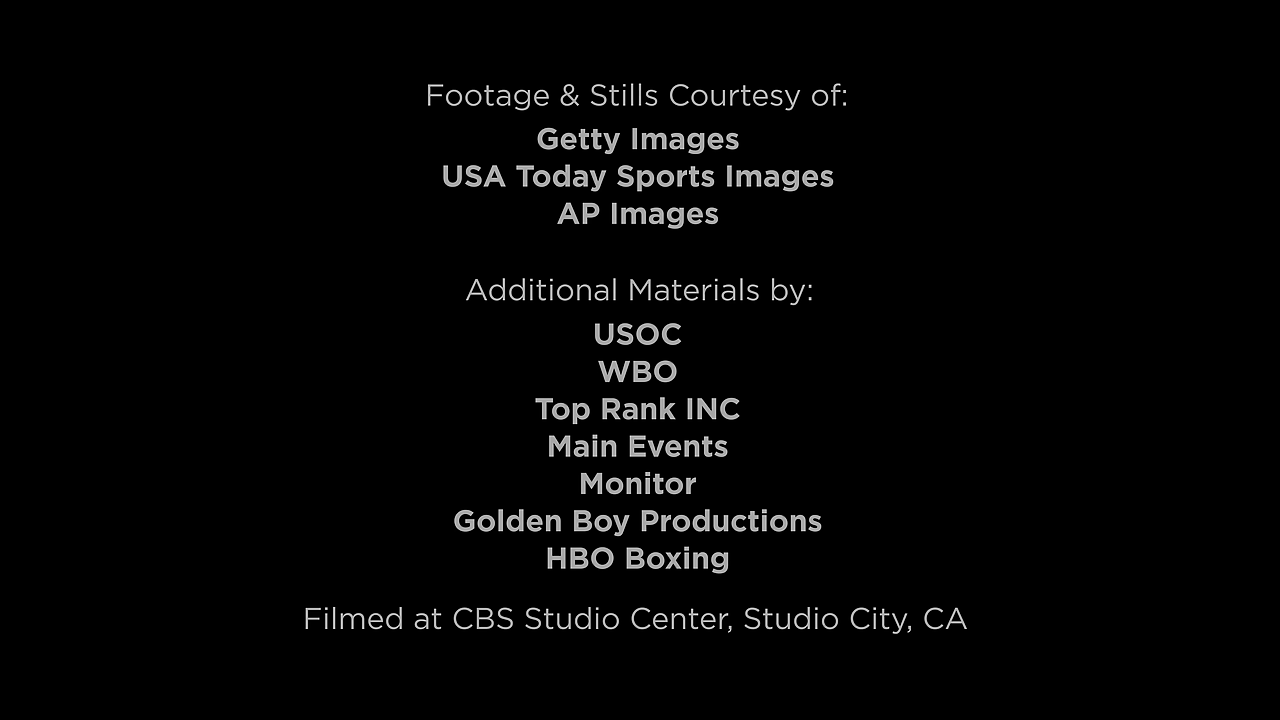 Footage & Stills Courtesy of:
Getty Images
USA Today Sports Images
AP Images
Additional Materials by:
USOC
WBO
Top Rank INC
Main Events
Monitor
Golden Boy Productions
HBO Boxing
Filmed at CBS Studio Center, Studio City, CA